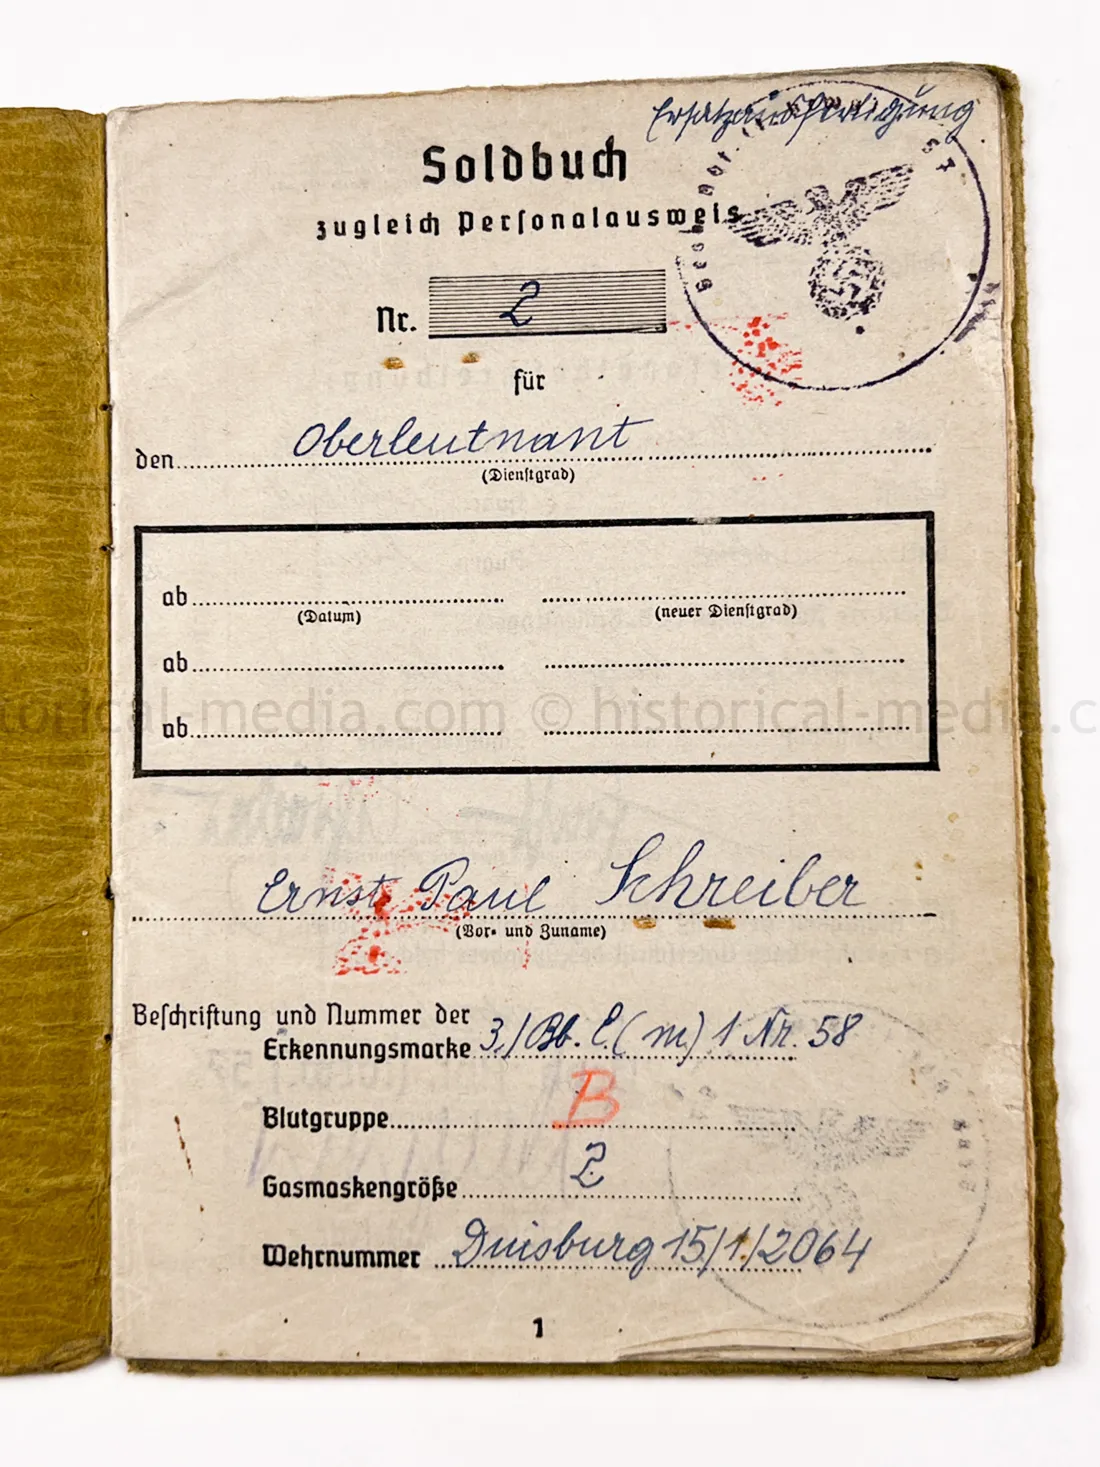 Ersatzausfertigung
Soldbuch
zugleich Personalausweis
Nr. 2
für
den Oberleutnant
(Dienstgrad)
ab
(Datum) (neuer Dienstgrad)
ab
ab
historical-media.com © historical-media.c
Ernst Paul Schreiber
(Vor- und Zuname)
Beschriftung und Nummer der
Erkennungsmarke 3./Bb. E. (m) 1 Nr. 58
Blutgruppe B
Gasmaskengröße 2
Wehrnummer Duisburg 15/1/2064
1